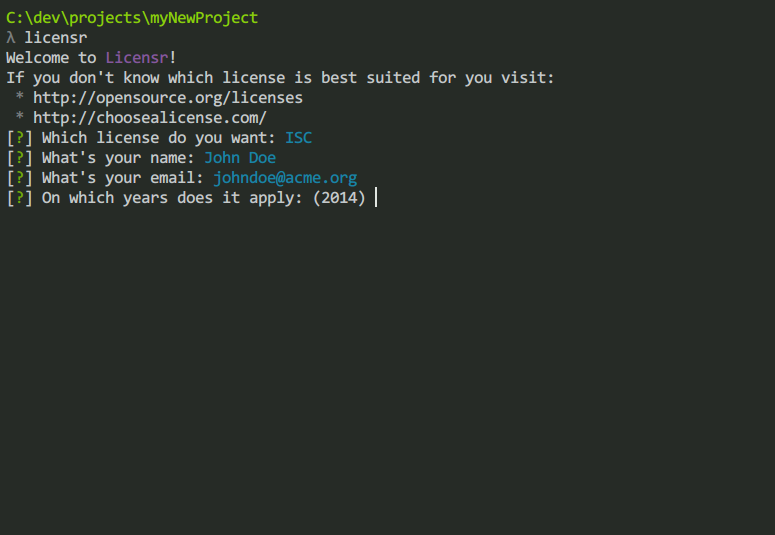 C:\dev\projects\myNewProject
λ licensr
Welcome to Licensr!
If you don't know which license is best suited for you visit:
 * http://opensource.org/licenses
 * http://choosealicense.com/
[?] Which license do you want: ISC
[?] What's your name: John Doe
[?] What's your email: johndoe@acme.org
[?] On which years does it apply: (2014)